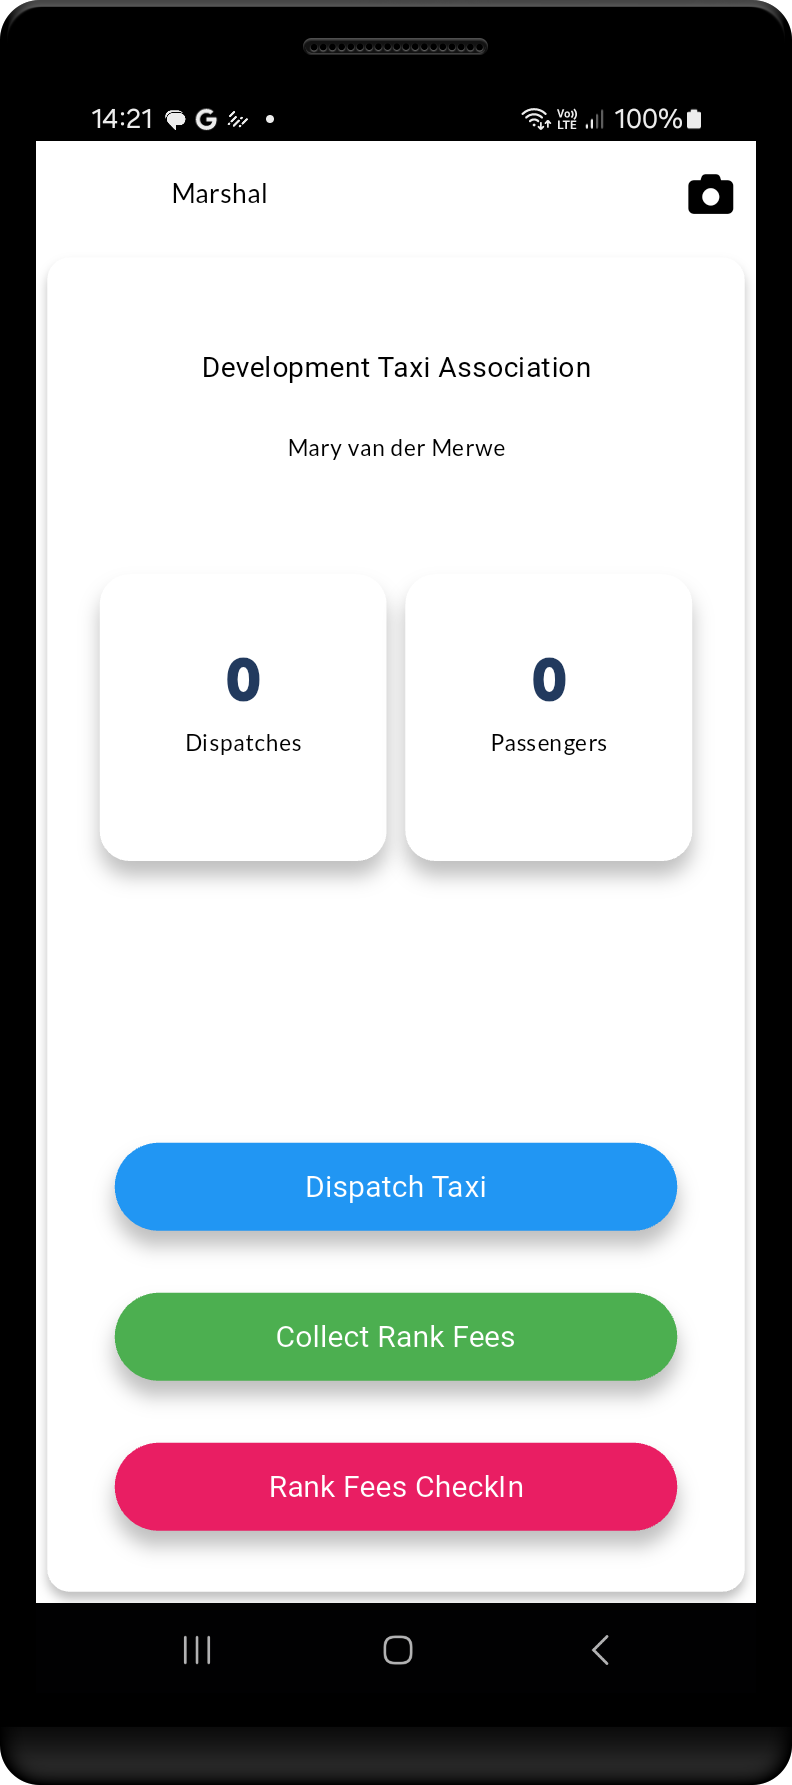 14:21 Vo)) LTE 100%
Marshal
Development Taxi Association
Mary van der Merwe
0 0
Dispatches Passengers
Dispatch Taxi
Collect Rank Fees
Rank Fees CheckIn